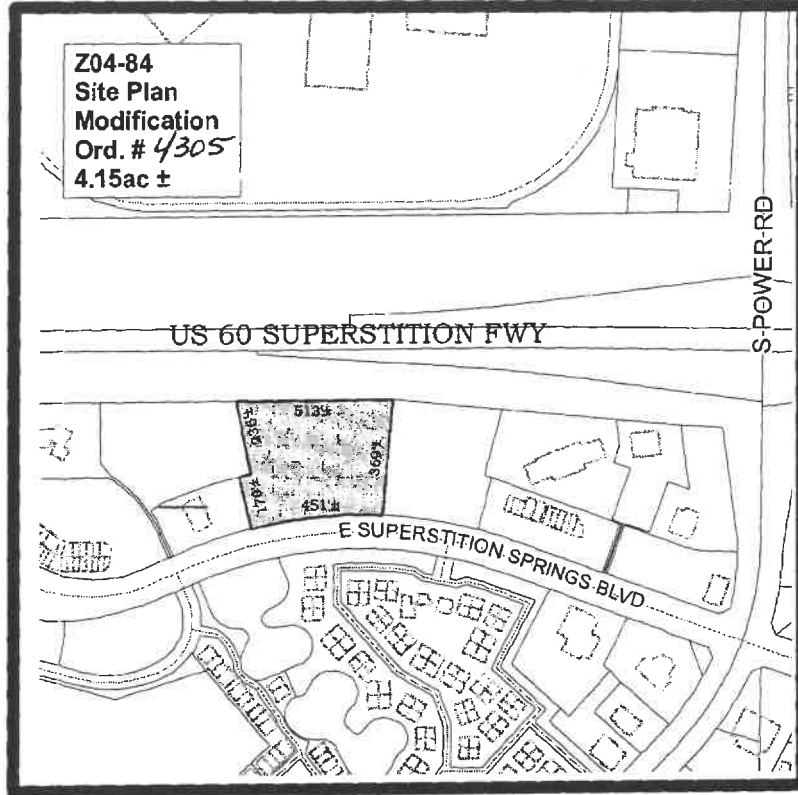 Z04-84
Site Plan
Modification
Ord. # 4305
4.15ac ±
S-POWER-RD
US 60 SUPERSTITION FWY
513±
236±
369±
170±
451±
E SUPERSTITION SPRINGS BLVD